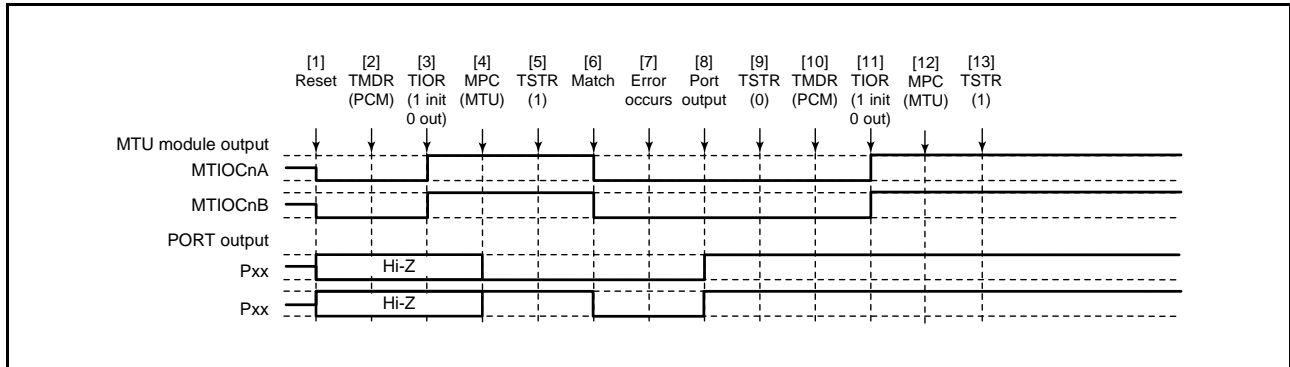 [1] [2] [3] [4] [5] [6] [7] [8] [9] [10] [11] [12] [13]
Reset TMDR TIOR MPC TSTR Match Error Port TSTR TMDR TIOR MPC TSTR
(PCM) (1 init (MTU) (1) occurs output (0) (PCM) (1 init (MTU) (1)
0 out) 0 out)
MTU module output
MTIOCnA
MTIOCnB
PORT output
Pxx Hi-Z
Pxx Hi-Z